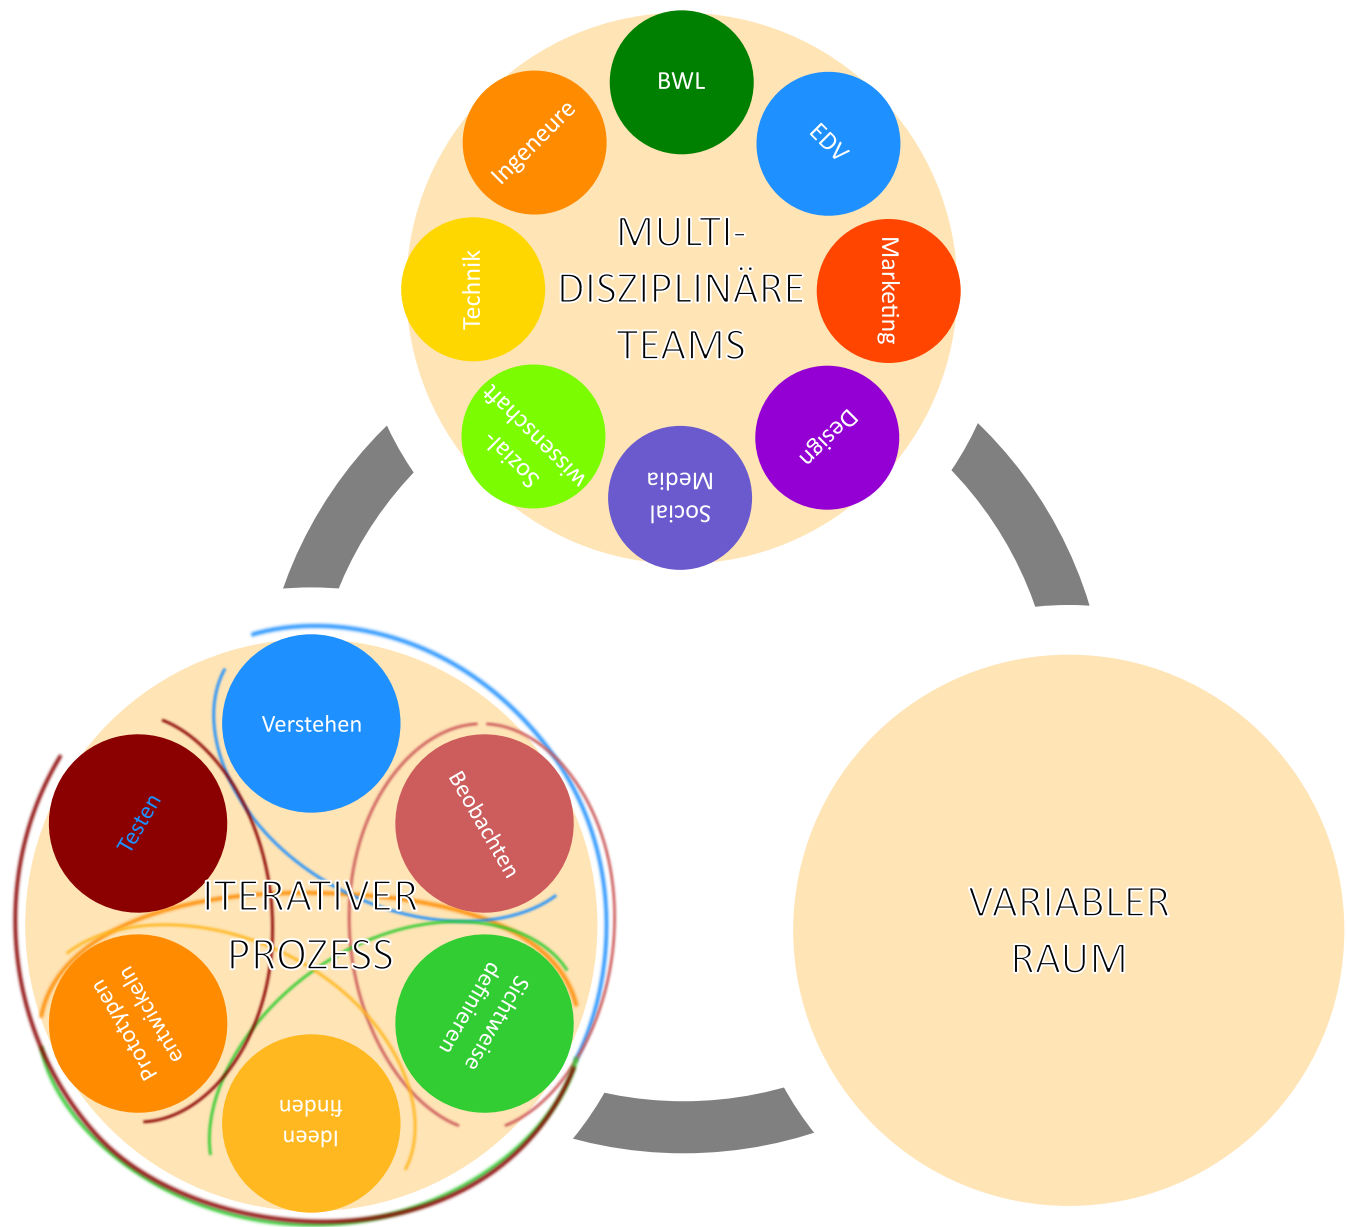 BWL
EDV
Marketing
Design
Social
Media
Sozial-
wissenschaft
Technik
Ingeneure
MULTI-
DISZIPLINÄRE
TEAMS
Verstehen
Beobachten
Sichtweise
definieren
Ideen
finden
Prototypen
entwickeln
Testen
ITERATIVER
PROZESS
VARIABLER
RAUM